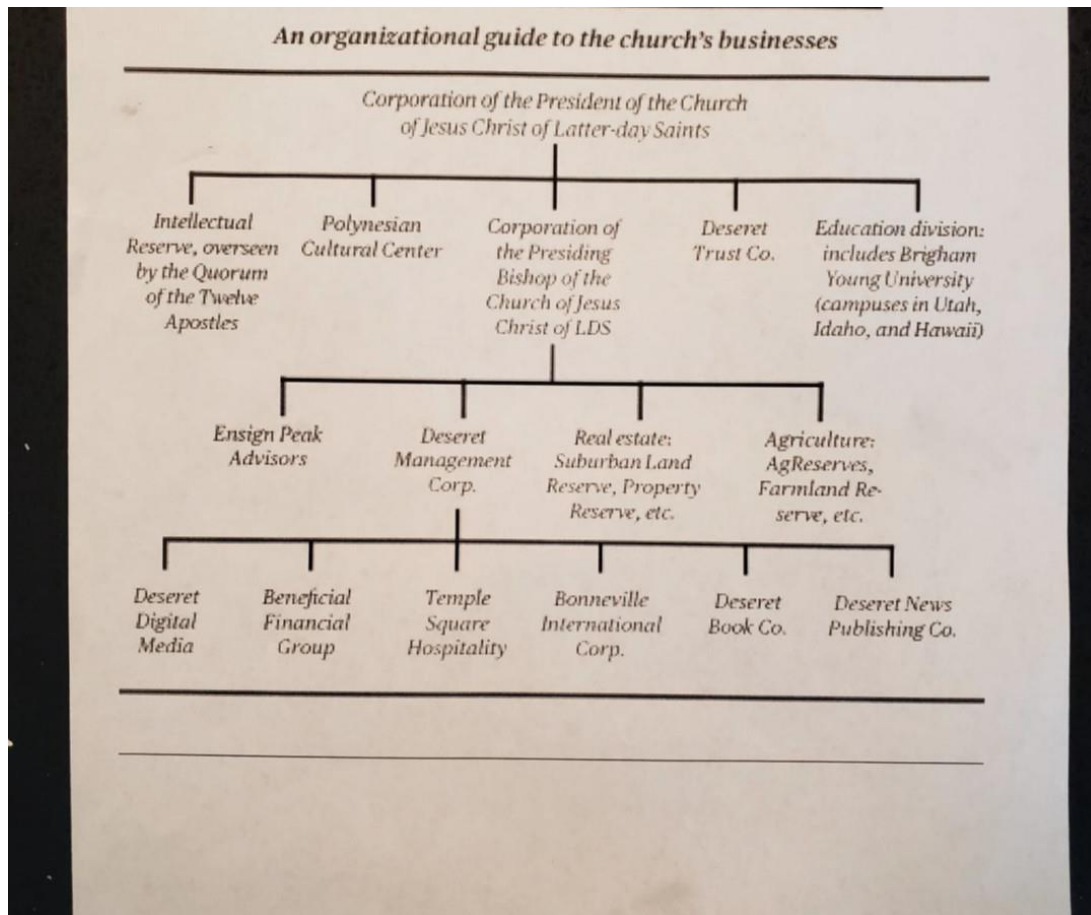 An organizational guide to the church's businesses
Corporation of the President of the Church
of Jesus Christ of Latter-day Saints
Intellectual
Reserve, overseen
by the Quorum
of the Twelve
Apostles
Polynesian
Cultural Center
Corporation of
the Presiding
Bishop of the
Church of Jesus
Christ of LDS
Deseret
Trust Co.
Education division:
includes Brigham
Young University
(campuses in Utah,
Idaho, and Hawaii)
Ensign Peak
Advisors
Deseret
Management
Corp.
Real estate:
Suburban Land
Reserve, Property
Reserve, etc.
Agriculture:
AgReserves,
Farmland Re-
serve, etc.
Deseret
Digital
Media
Beneficial
Financial
Group
Temple
Square
Hospitality
Bonneville
International
Corp.
Deseret
Book Co.
Deseret News
Publishing Co.